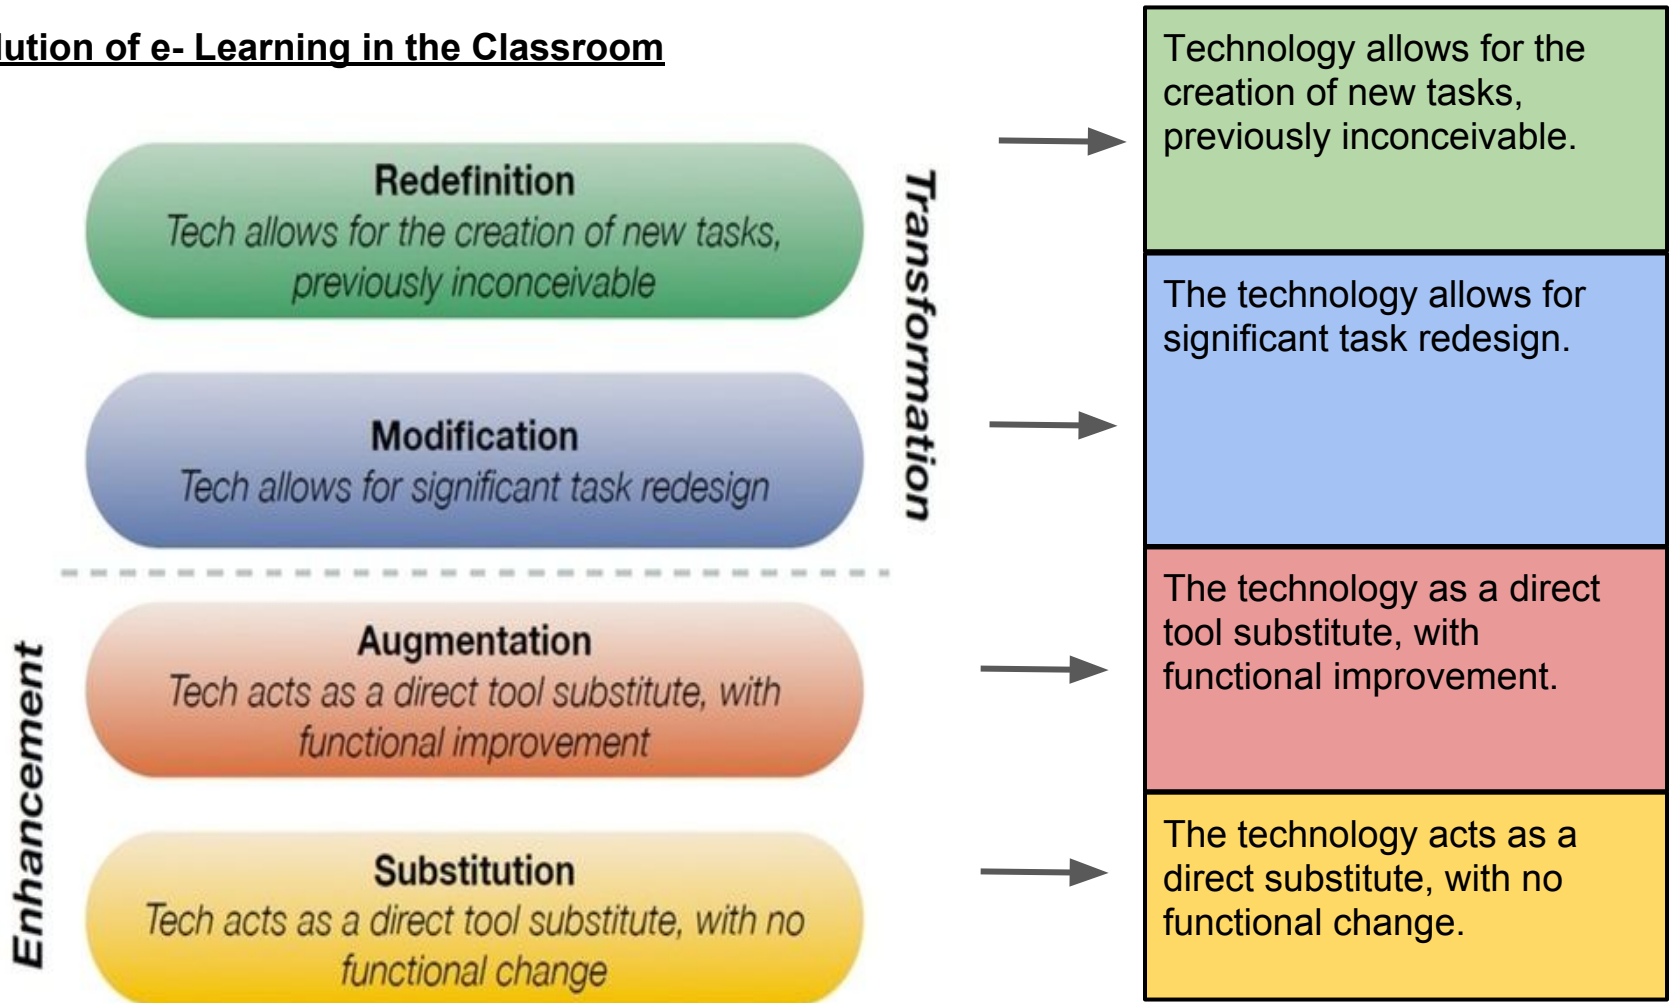 lution of e- Learning in the Classroom
Redefinition
Tech allows for the creation of new tasks,
previously inconceivable
Modification
Tech allows for significant task redesign
Transformation
Augmentation
Tech acts as a direct tool substitute, with
functional improvement
Substitution
Tech acts as a direct tool substitute, with no
functional change
Enhancement
Technology allows for the
creation of new tasks,
previously inconceivable.
The technology allows for
significant task redesign.
The technology as a direct
tool substitute, with
functional improvement.
The technology acts as a
direct substitute, with no
functional change.